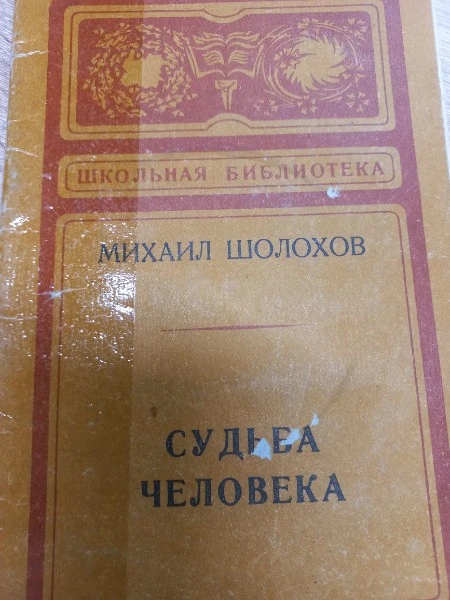 ШКОЛЬНАЯ БИБЛИОТЕКА
МИХАИЛ ШОЛОХОВ
СУДЬБА
ЧЕЛОВЕКА